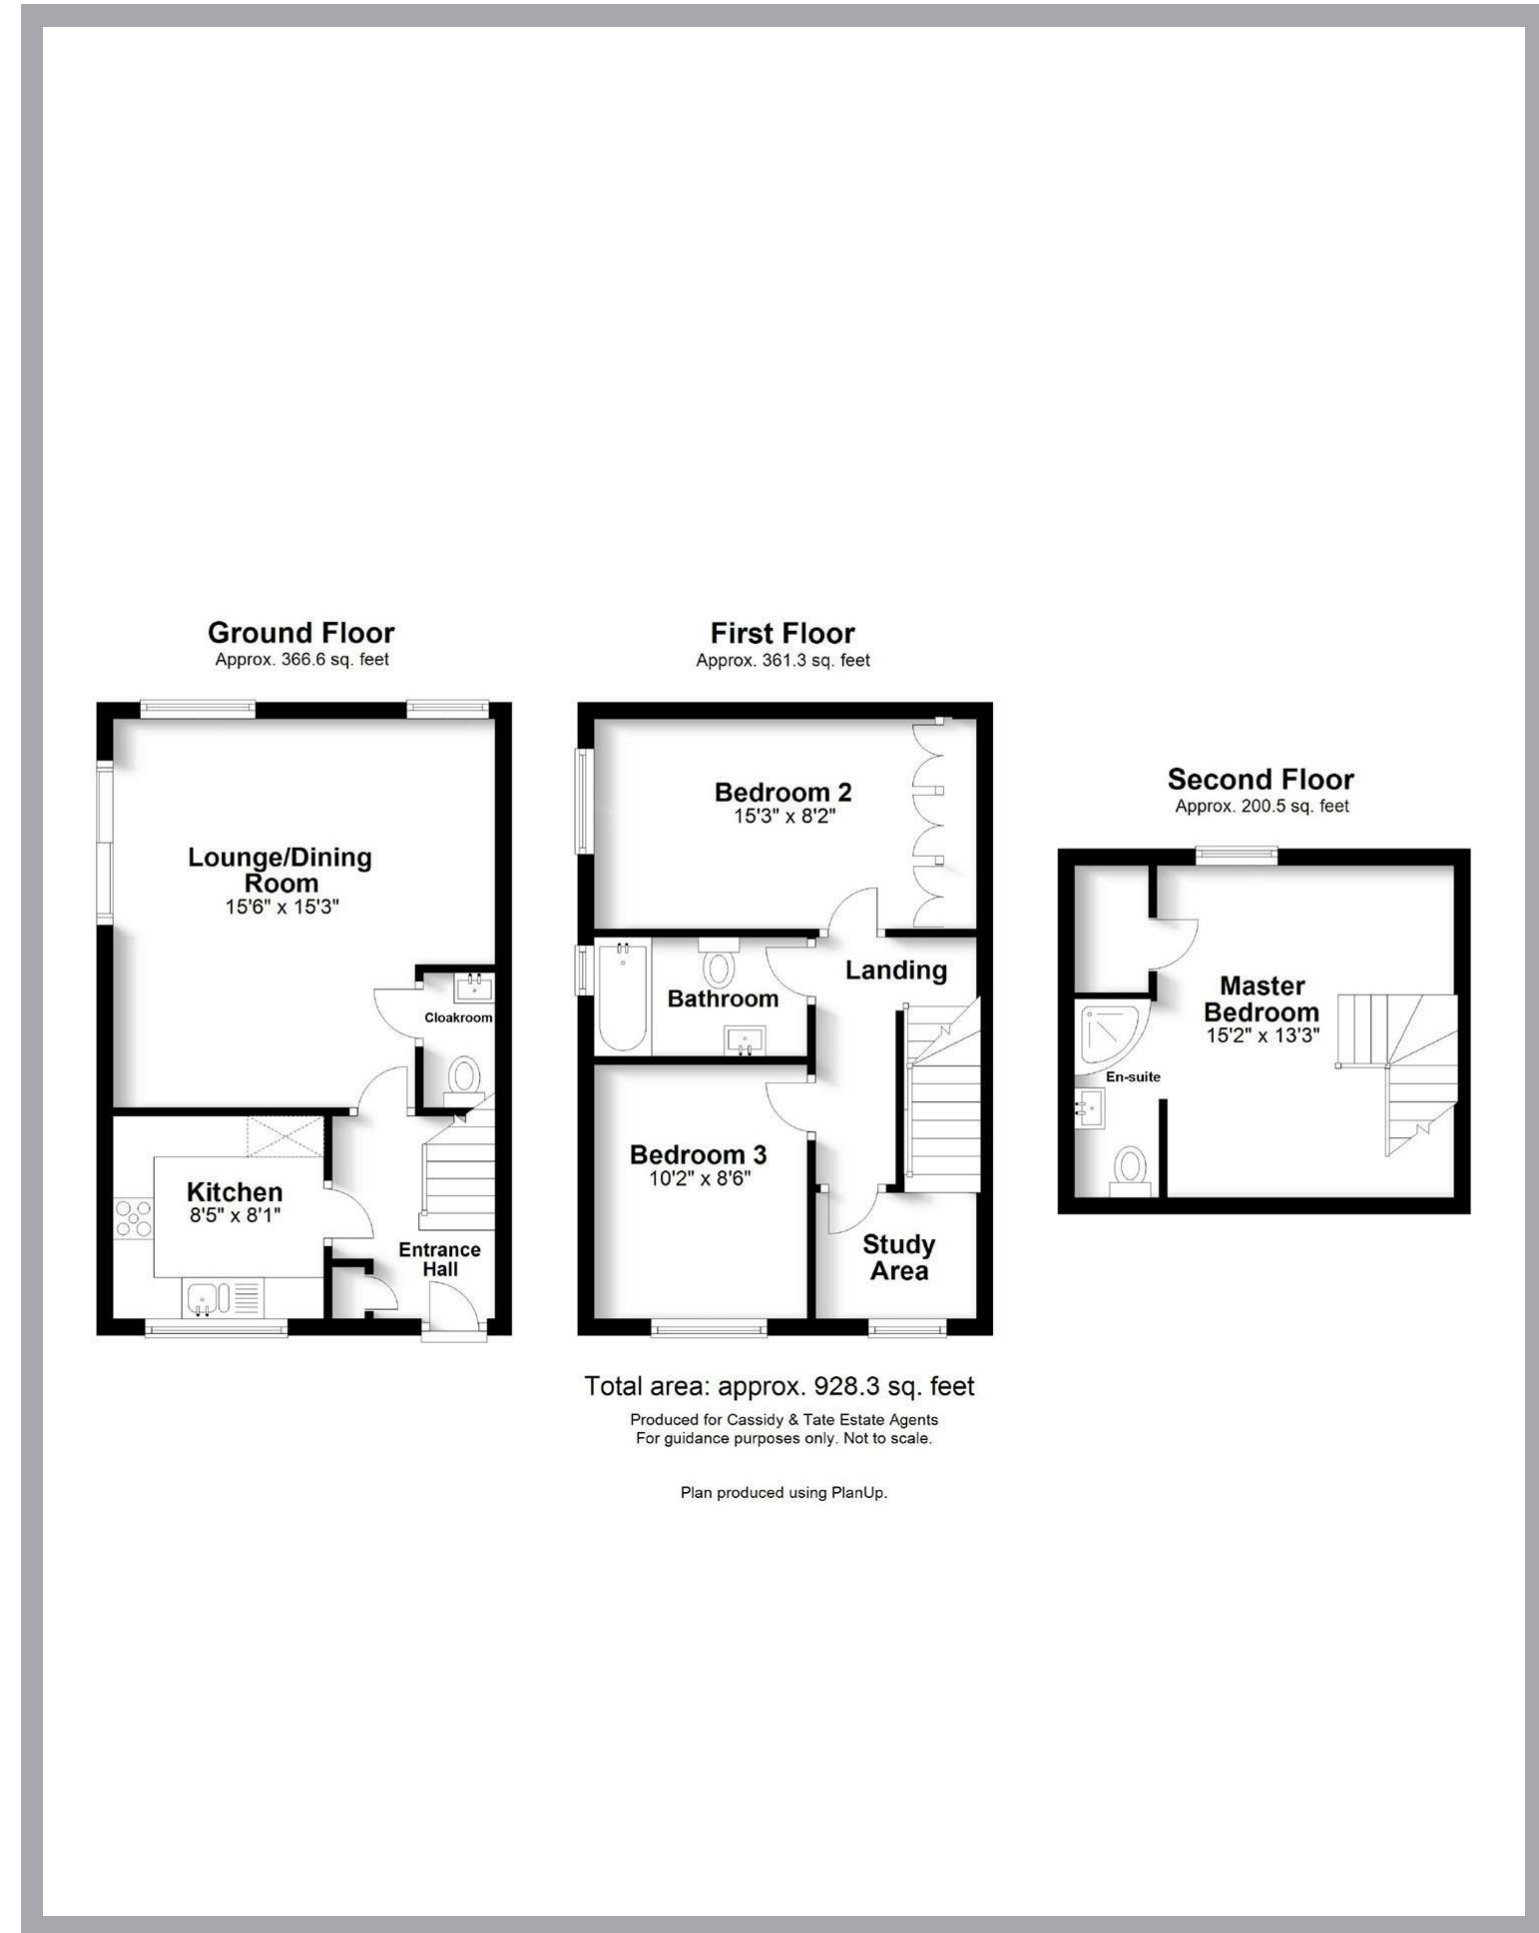 Ground Floor
Approx. 366.6 sq. feet
Lounge/Dining
Room
15'6" x 15'3"
Cloakroom
Kitchen
8'5" x 8'1"
Entrance
Hall
First Floor
Approx. 361.3 sq. feet
Bedroom 2
15'3" x 8'2"
Landing
Bathroom
Bedroom 3
10'2" x 8'6"
Study
Area
Second Floor
Approx. 200.5 sq. feet
Master
Bedroom
15'2" x 13'3"
En-suite
Total area: approx. 928.3 sq. feet
Produced for Cassidy & Tate Estate Agents
For guidance purposes only. Not to scale.
Plan produced using PlanUp.